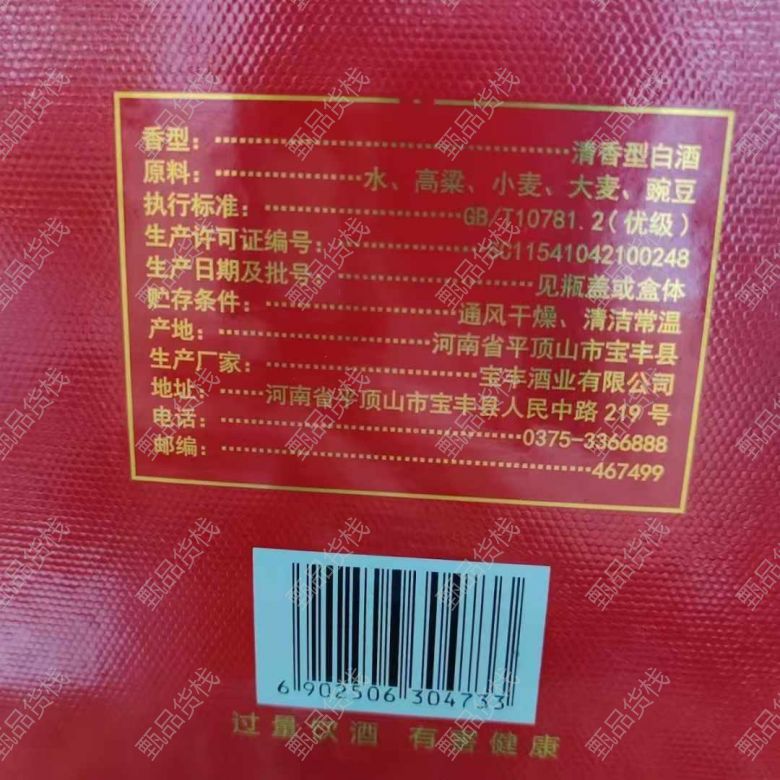 香型：清香型白酒
原料：水、高粱、小麦、大麦、豌豆
执行标准：GB/T10781.2(优级)
生产许可证编号：SC11541042100248
生产日期及批号：见瓶盖或盒体
贮存条件：通风干燥、清洁常温
产地：河南省平顶山市宝丰县
生产厂家：宝丰酒业有限公司
地址：河南省平顶山市宝丰县人民中路219号
电话：0375-3366888
邮编：467499
6 902506 304733
过量饮酒 有害健康
甄品货栈